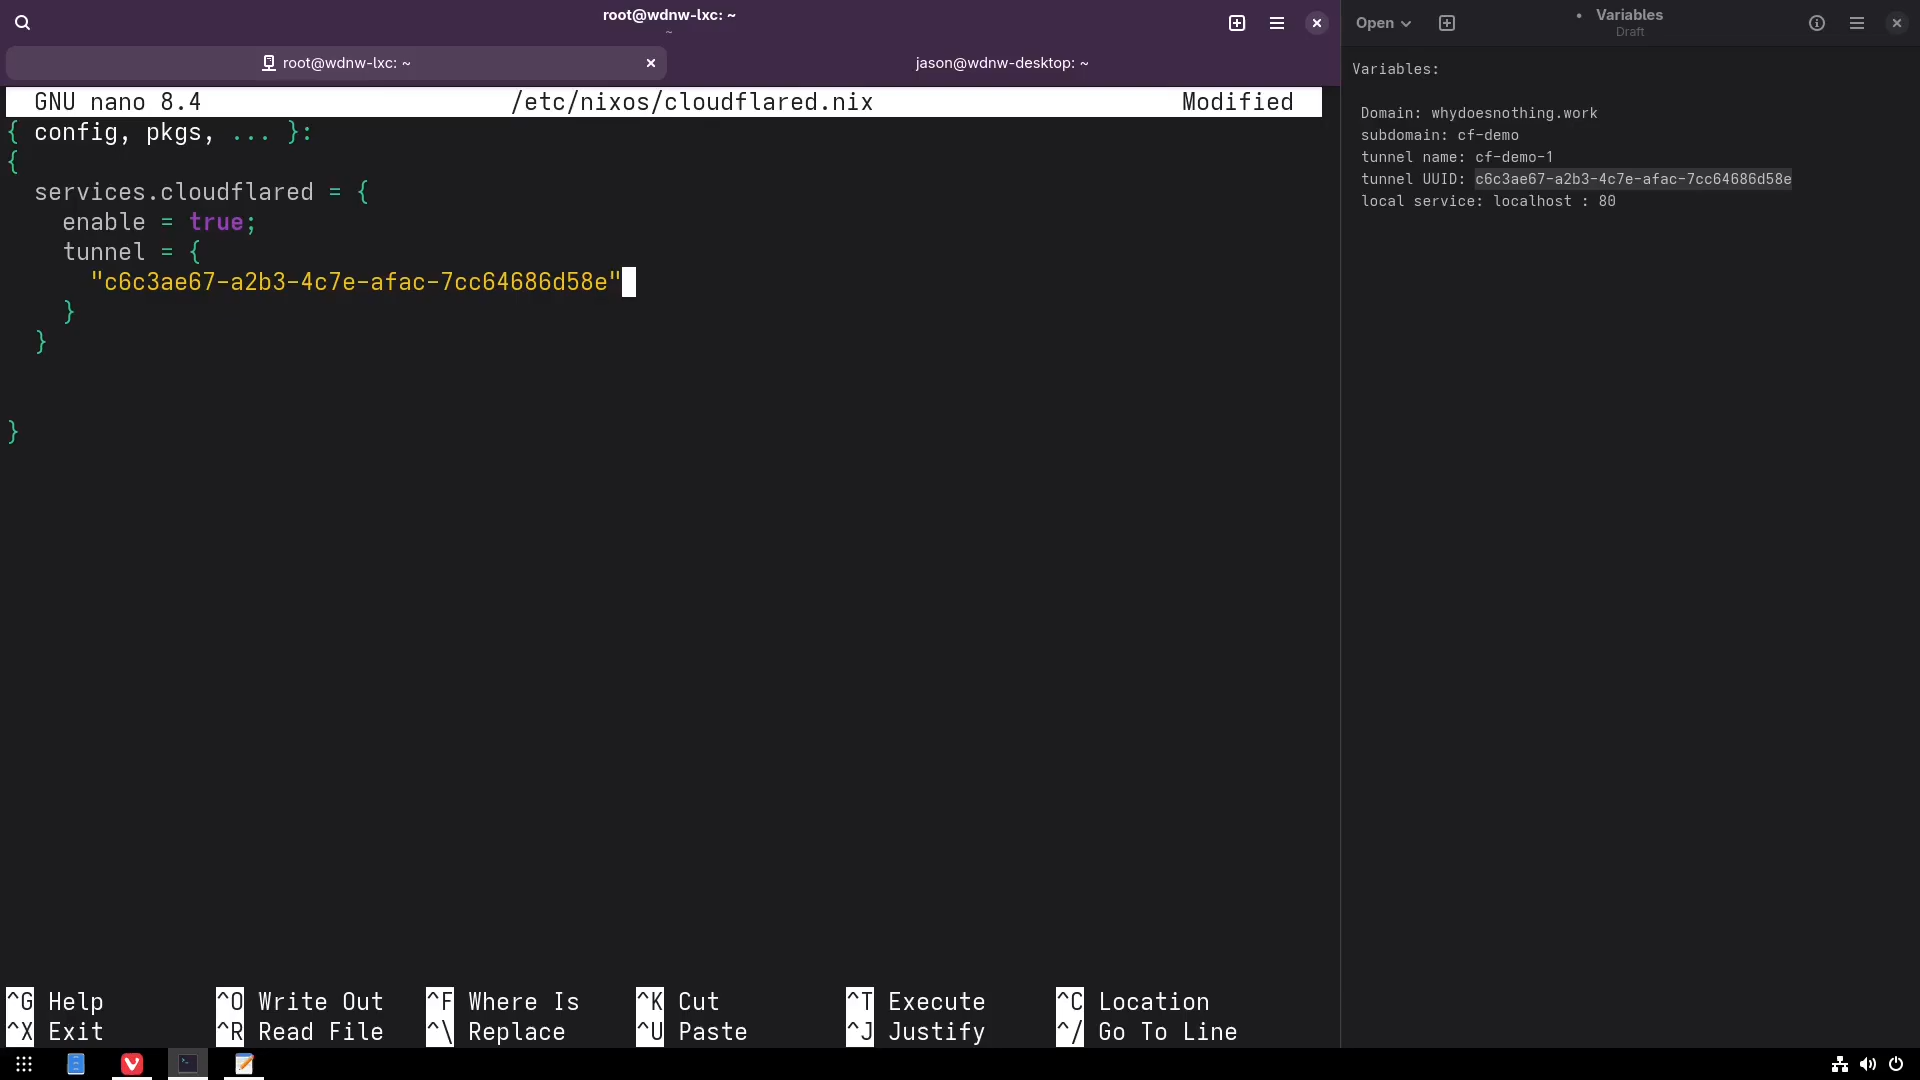 root@wdnw-lxc: ~
~
root@wdnw-lxc: ~
jason@wdnw-desktop: ~
GNU nano 8.4 /etc/nixos/cloudflared.nix Modified
{ config, pkgs, ... }:
{
services.cloudflared = {
enable = true;
tunnel = {
"c6c3ae67-a2b3-4c7e-afac-7cc64686d58e"
}
}
}
^G Help ^O Write Out ^F Where Is ^K Cut ^T Execute ^C Location
^X Exit ^R Read File ^\ Replace ^U Paste ^J Justify ^/ Go To Line
Open
• Variables
Draft
Variables:
Domain: whydoesnothing.work
subdomain: cf-demo
tunnel name: cf-demo-1
tunnel UUID: c6c3ae67-a2b3-4c7e-afac-7cc64686d58e
local service: localhost : 80